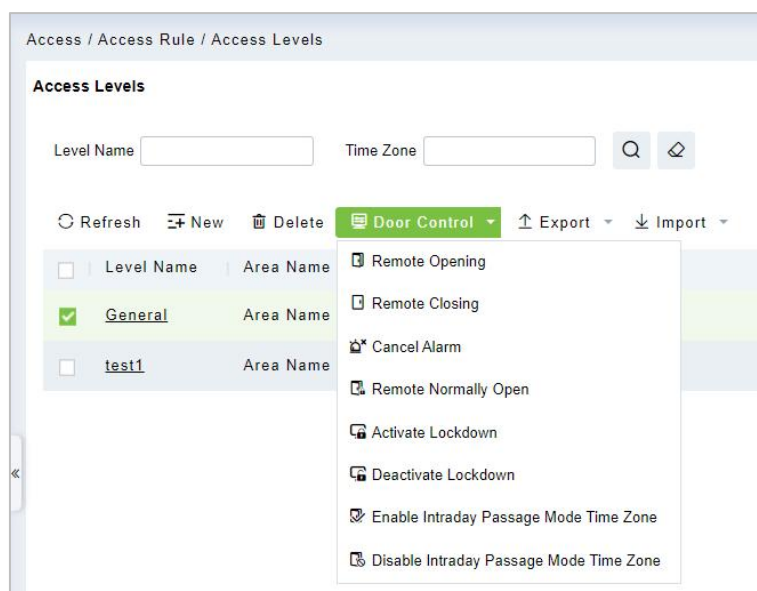 Access / Access Rule / Access Levels
Access Levels
Level Name
Time Zone
Refresh New Delete Door Control Export Import
Level Name Area Name
General Area Name
test1 Area Name
Remote Opening
Remote Closing
Cancel Alarm
Remote Normally Open
Activate Lockdown
Deactivate Lockdown
Enable Intraday Passage Mode Time Zone
Disable Intraday Passage Mode Time Zone